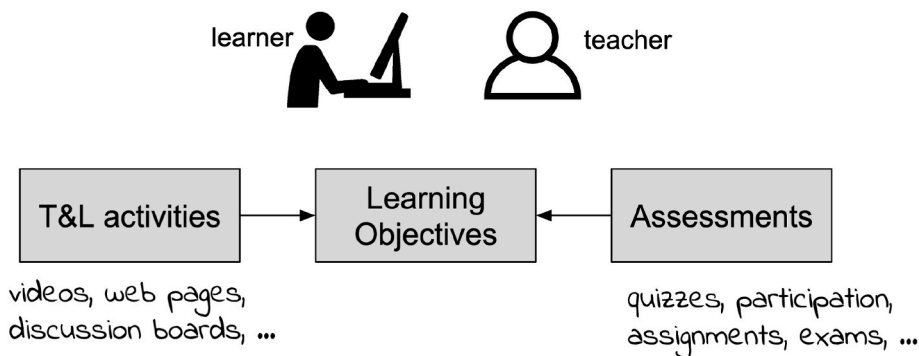 learner
teacher
T&L activities
Learning
Objectives
Assessments
videos, web pages,
discussion boards, ...
quizzes, participation,
assignments, exams, ...